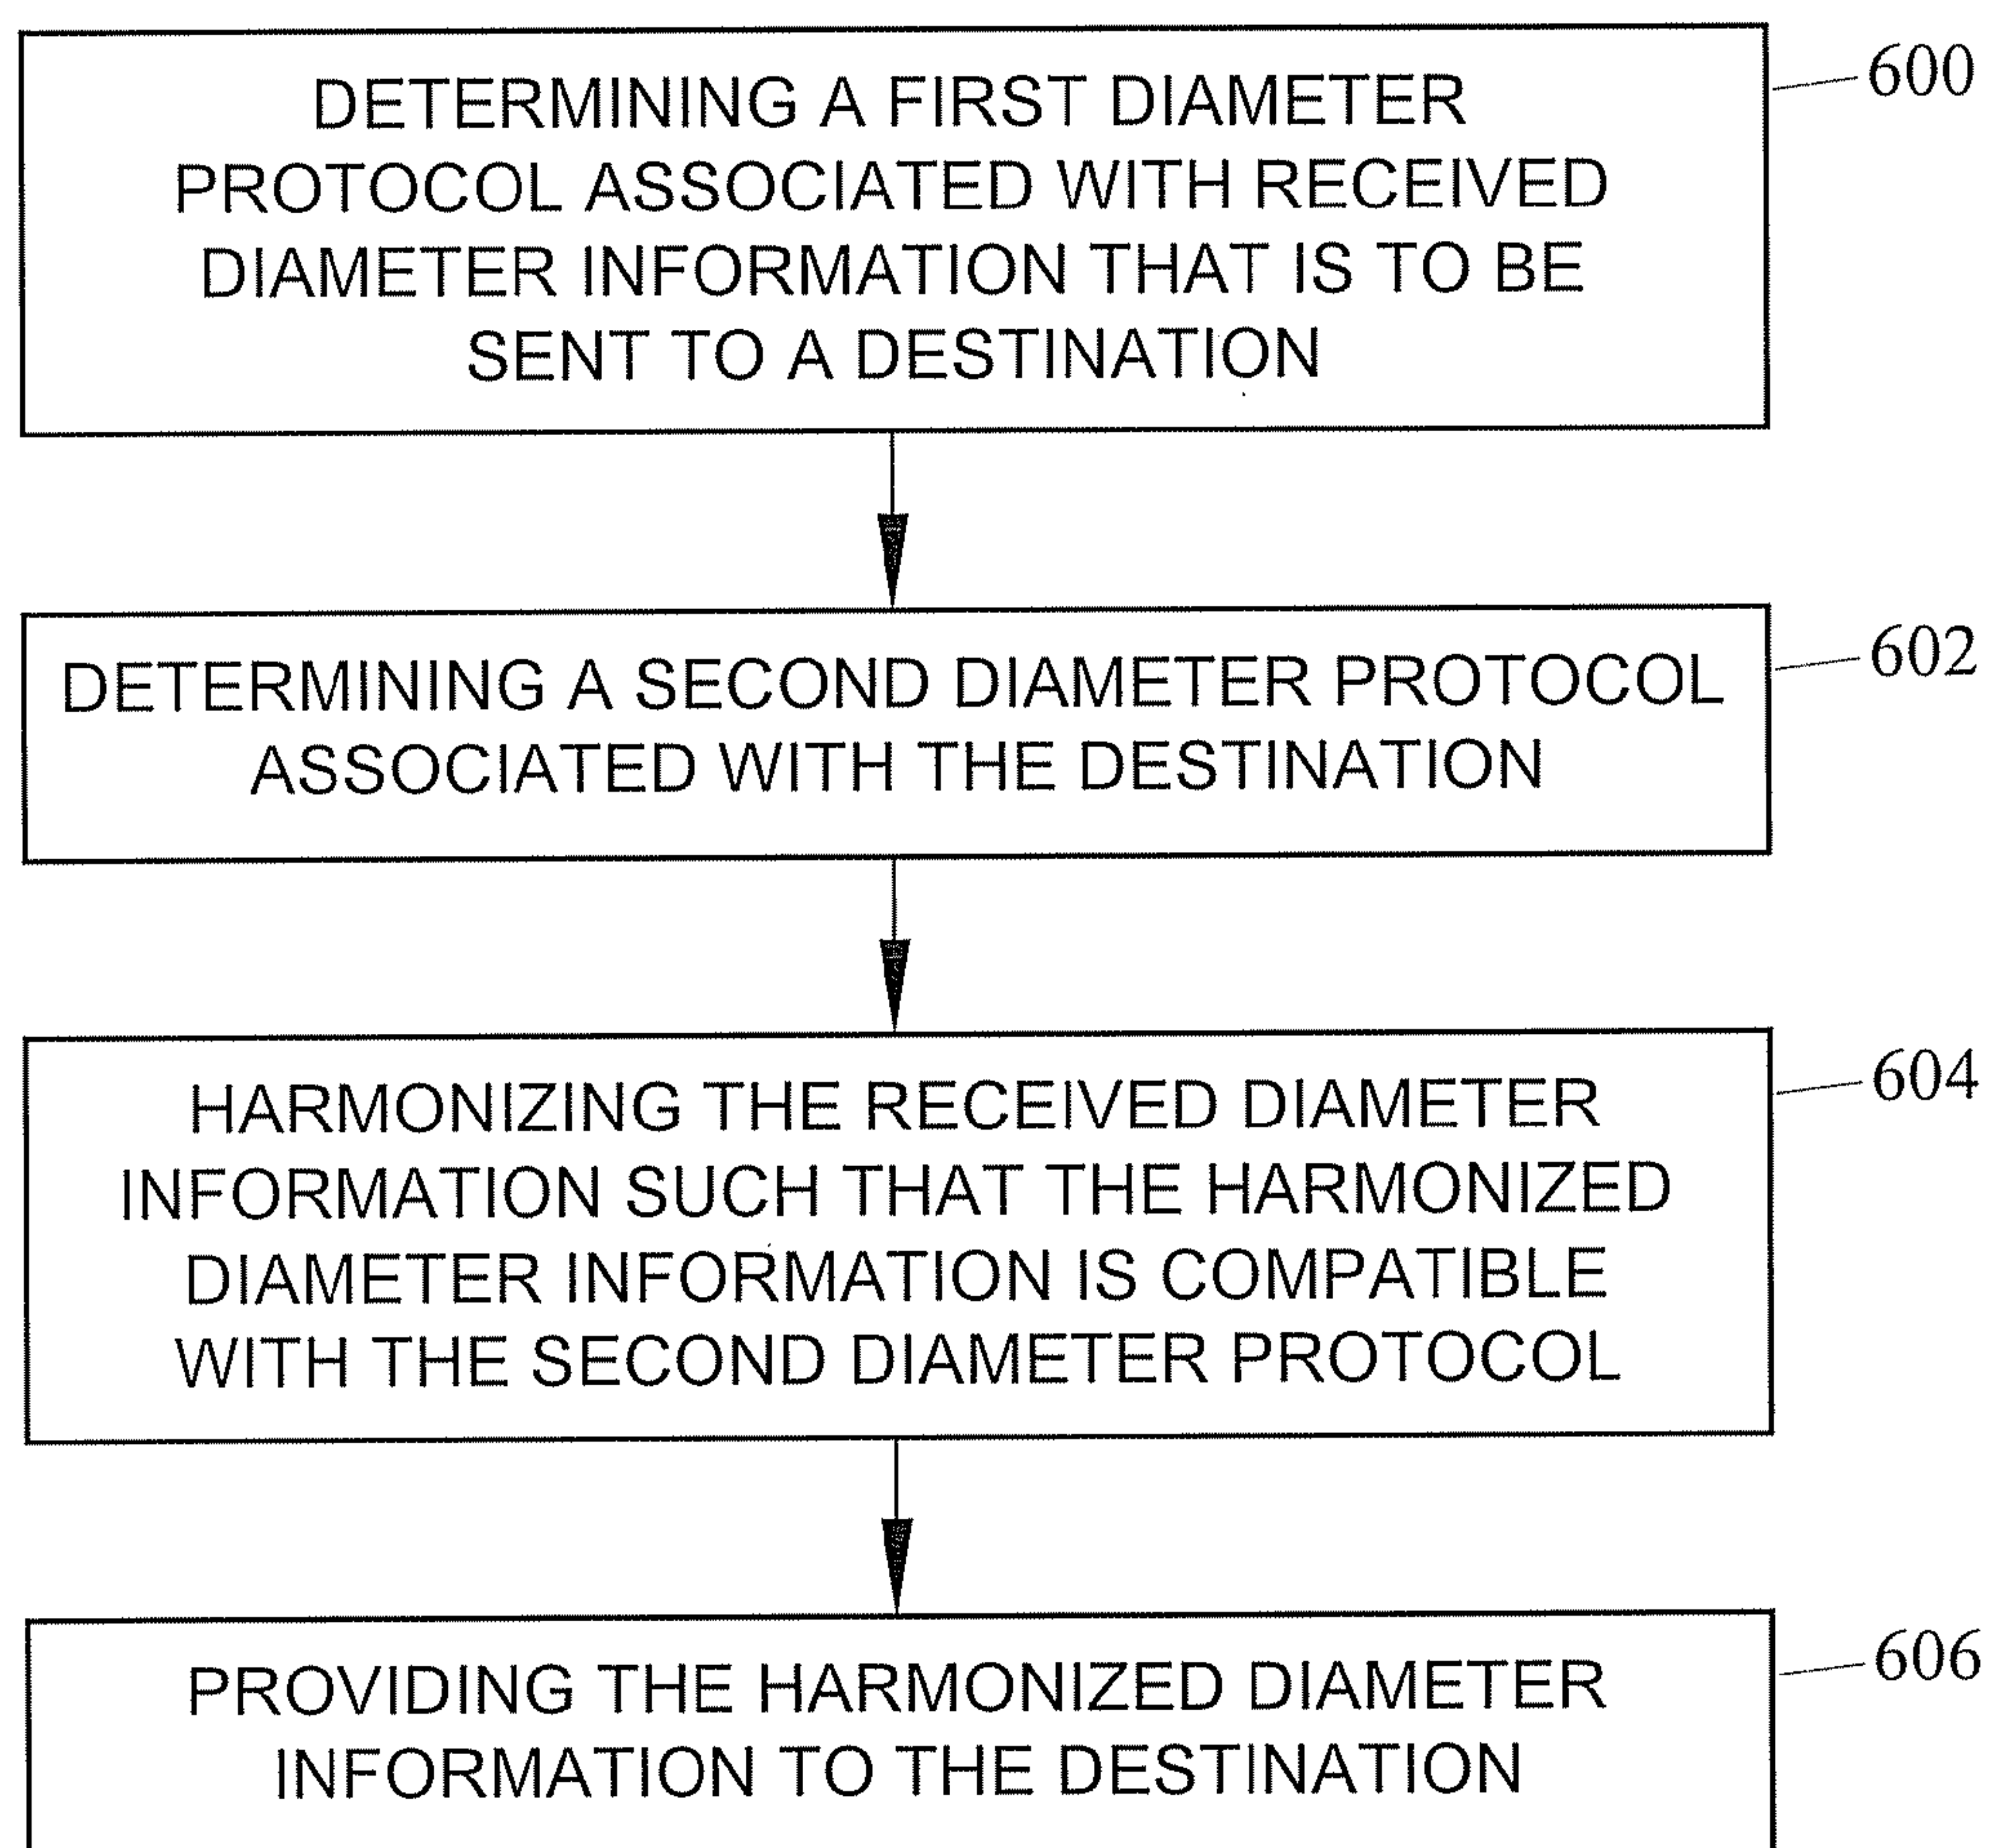 DETERMINING A FIRST DIAMETER
PROTOCOL ASSOCIATED WITH RECEIVED
DIAMETER INFORMATION THAT IS TO BE
SENT TO A DESTINATION
600
DETERMINING A SECOND DIAMETER PROTOCOL
ASSOCIATED WITH THE DESTINATION
602
HARMONIZING THE RECEIVED DIAMETER
INFORMATION SUCH THAT THE HARMONIZED
DIAMETER INFORMATION IS COMPATIBLE
WITH THE SECOND DIAMETER PROTOCOL
604
PROVIDING THE HARMONIZED DIAMETER
INFORMATION TO THE DESTINATION
606